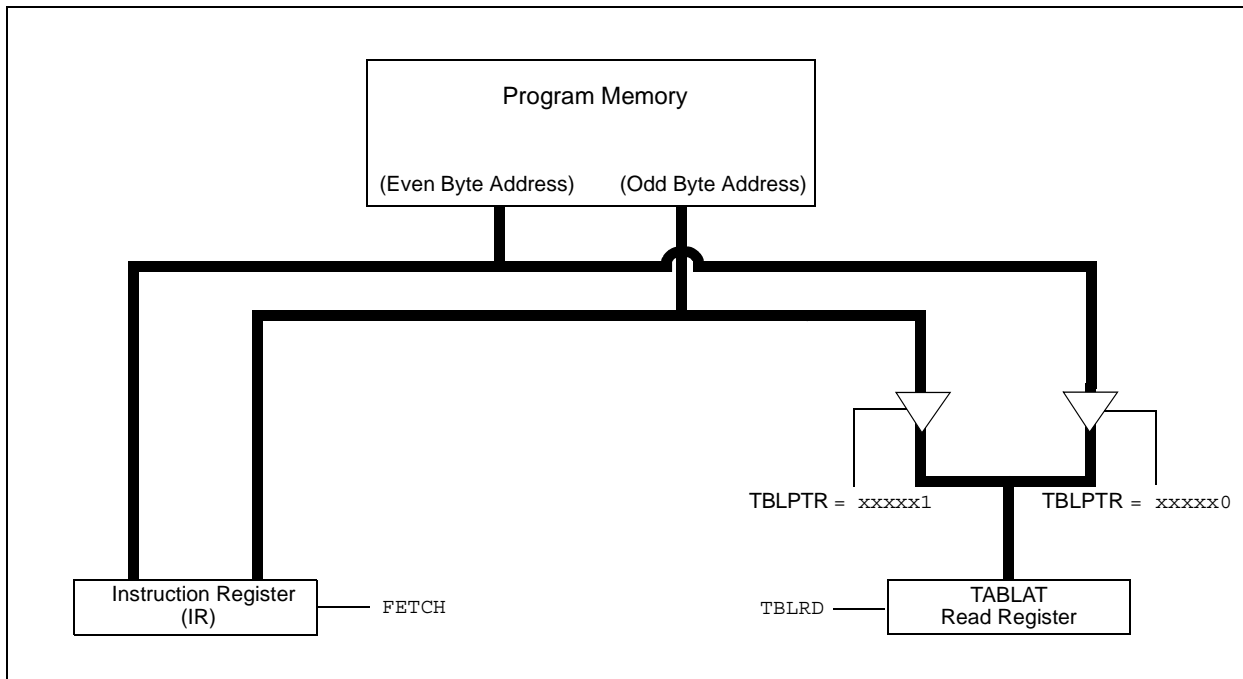 Program Memory
(Even Byte Address)
(Odd Byte Address)
TBLPTR = xxxxx1
TBLPTR = xxxxx0
Instruction Register
(IR)
FETCH
TBLRD
TABLAT
Read Register